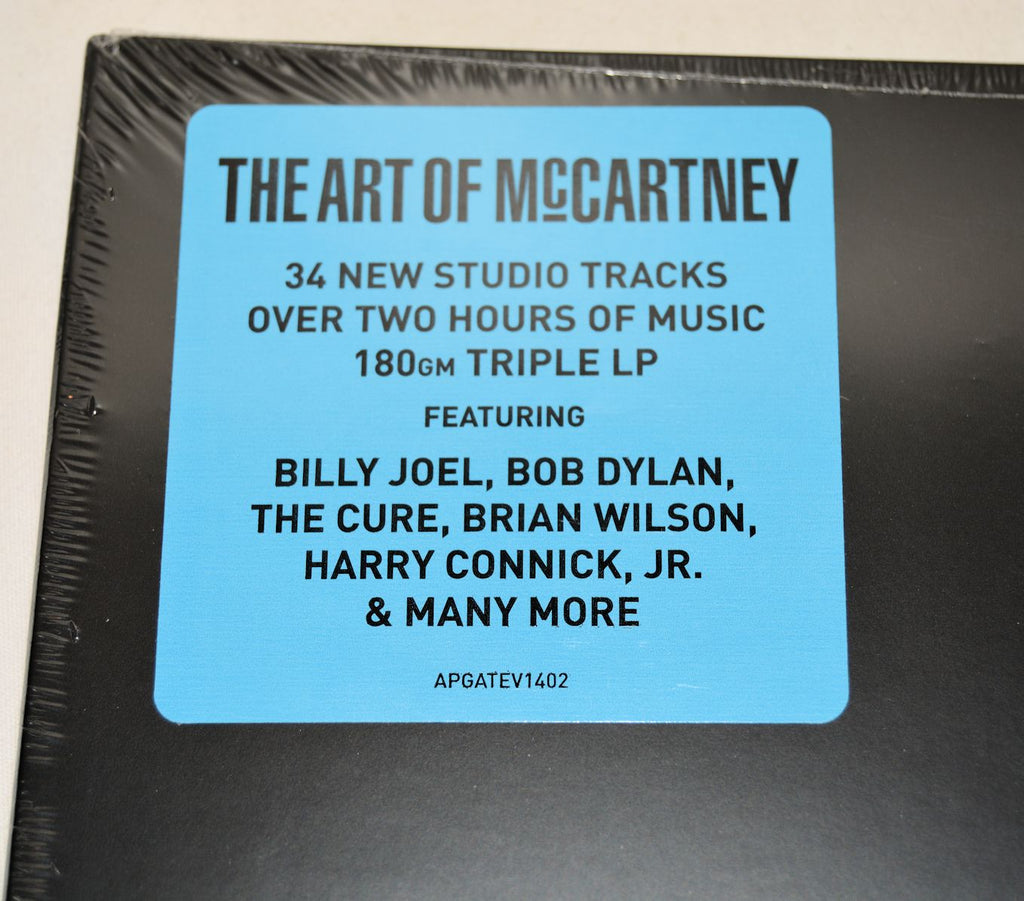 THE ART OF McCARTNEY
34 NEW STUDIO TRACKS
OVER TWO HOURS OF MUSIC
180GM TRIPLE LP
FEATURING
BILLY JOEL, BOB DYLAN,
THE CURE, BRIAN WILSON,
HARRY CONNICK, JR.
& MANY MORE
APGATEV1402